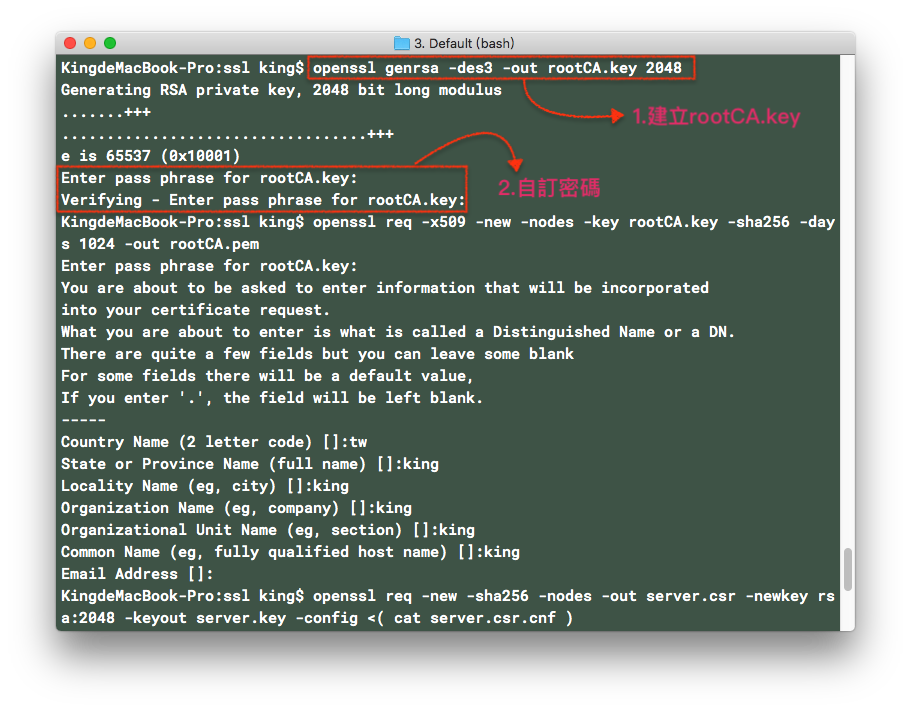 3. Default (bash)
KingdeMacBook-Pro:ssl king$ openssl genrsa -des3 -out rootCA.key 2048
Generating RSA private key, 2048 bit long modulus
.......+++
1.建立rootCA.key
..................................+++
e is 65537 (0x10001)
Enter pass phrase for rootCA.key:
2.自訂密碼
Verifying - Enter pass phrase for rootCA.key:
KingdeMacBook-Pro:ssl king$ openssl req -x509 -new -nodes -key rootCA.key -sha256 -day
s 1024 -out rootCA.pem
Enter pass phrase for rootCA.key:
You are about to be asked to enter information that will be incorporated
into your certificate request.
What you are about to enter is what is called a Distinguished Name or a DN.
There are quite a few fields but you can leave some blank
For some fields there will be a default value,
If you enter '.', the field will be left blank.
-----
Country Name (2 letter code) []:tw
State or Province Name (full name) []:king
Locality Name (eg, city) []:king
Organization Name (eg, company) []:king
Organizational Unit Name (eg, section) []:king
Common Name (eg, fully qualified host name) []:king
Email Address []:
KingdeMacBook-Pro:ssl king$ openssl req -new -sha256 -nodes -out server.csr -newkey rs
a:2048 -keyout server.key -config <( cat server.csr.cnf )